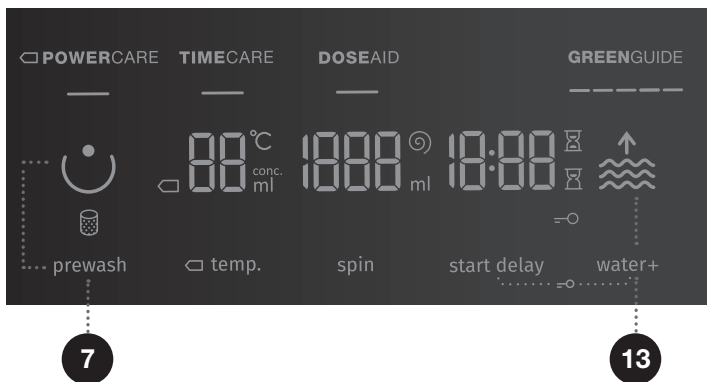 POWERCARE TIMECARE DOSEAID GREENGUIDE
88 °C 1888 18:88
conc.
ml ml
prewash temp. spin start delay water+
7 13